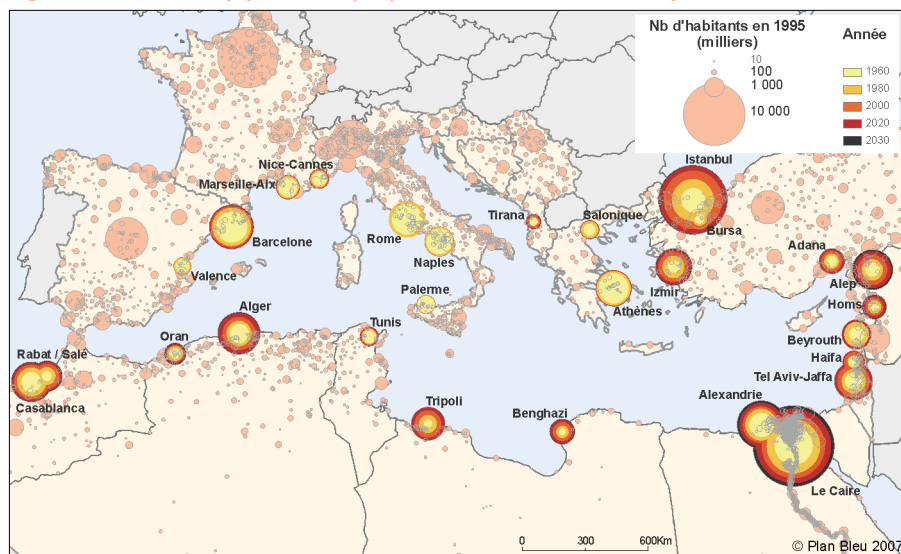 Nb d'habitants en 1995
(milliers)
10
100
1 000
10 000
Année
1960
1980
2000
2020
2030
Istanbul
Bursa
Nice-Cannes
Marseille-Aix
Barcelone
Valence
Rome
Naples
Palerme
Tirana
Salonique
Athènes
Izmir
Adana
Alep
Homs
Beyrouth
Haïfa
Tel Aviv-Jaffa
Alexandrie
Le Caire
Alger
Oran
Tunis
Rabat / Salé
Casablanca
Tripoli
Benghazi
0 300 600Km
© Plan Bleu 2007